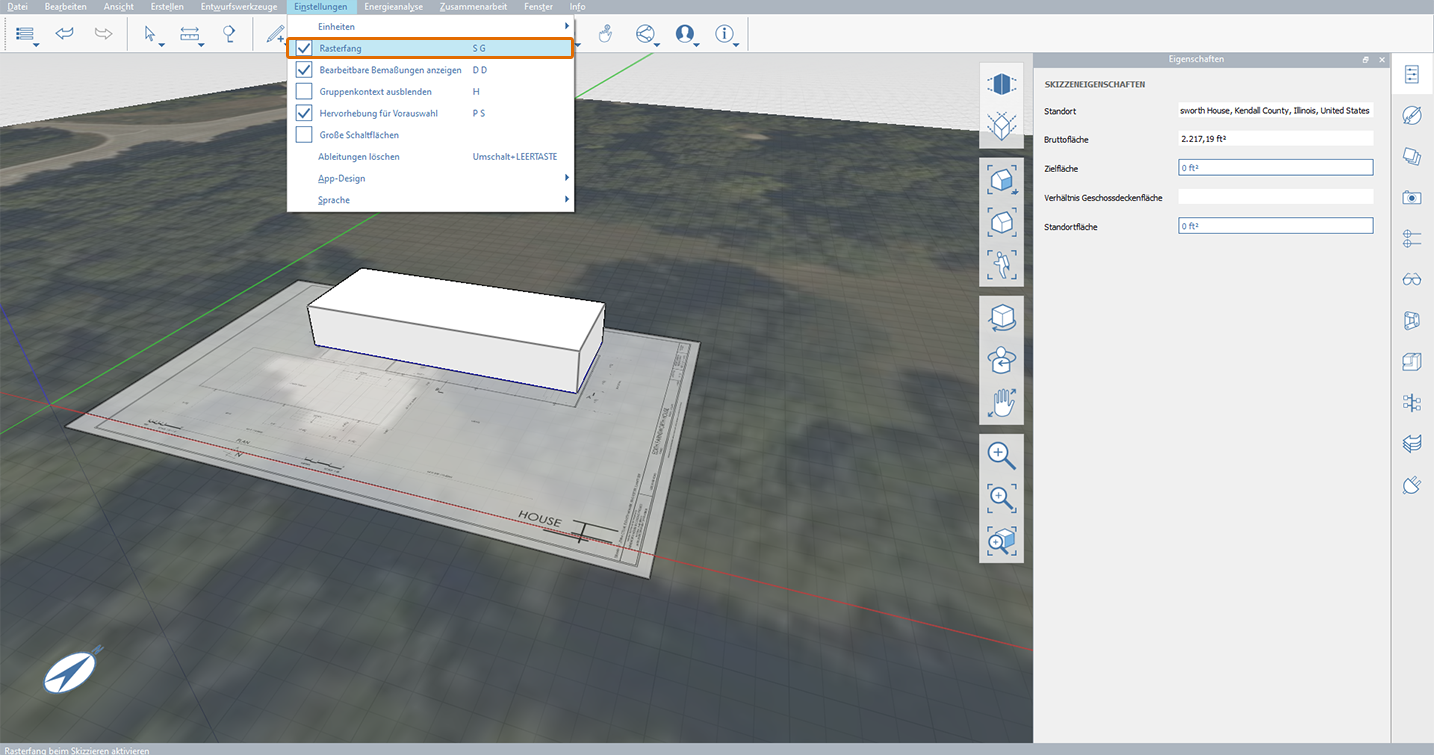 Datei Bearbeiten Ansicht Erstellen Entwurfswerkzeuge Einstellungen Energieanalyse Zusammenarbeit Fenster Info
Einheiten
Rasterfang S G
Bearbeitbare Bemaßungen anzeigen D D
Gruppenkontext ausblenden H
Hervorhebung für Vorauswahl P S
Große Schaltflächen
Ableitungen löschen Umschalt+LEERTASTE
App-Design
Sprache
Eigenschaften
SKIZZENEIGENSCHAFTEN
Standort sworth House, Kendall County, Illinois, United States
Bruttofläche 2.217,19 ft²
Zielfläche 0 ft²
Verhältnis Geschossdeckenfläche
Standortfläche 0 ft²
PLAN
N
HOUSE
Rasterfang beim Skizzieren aktivieren